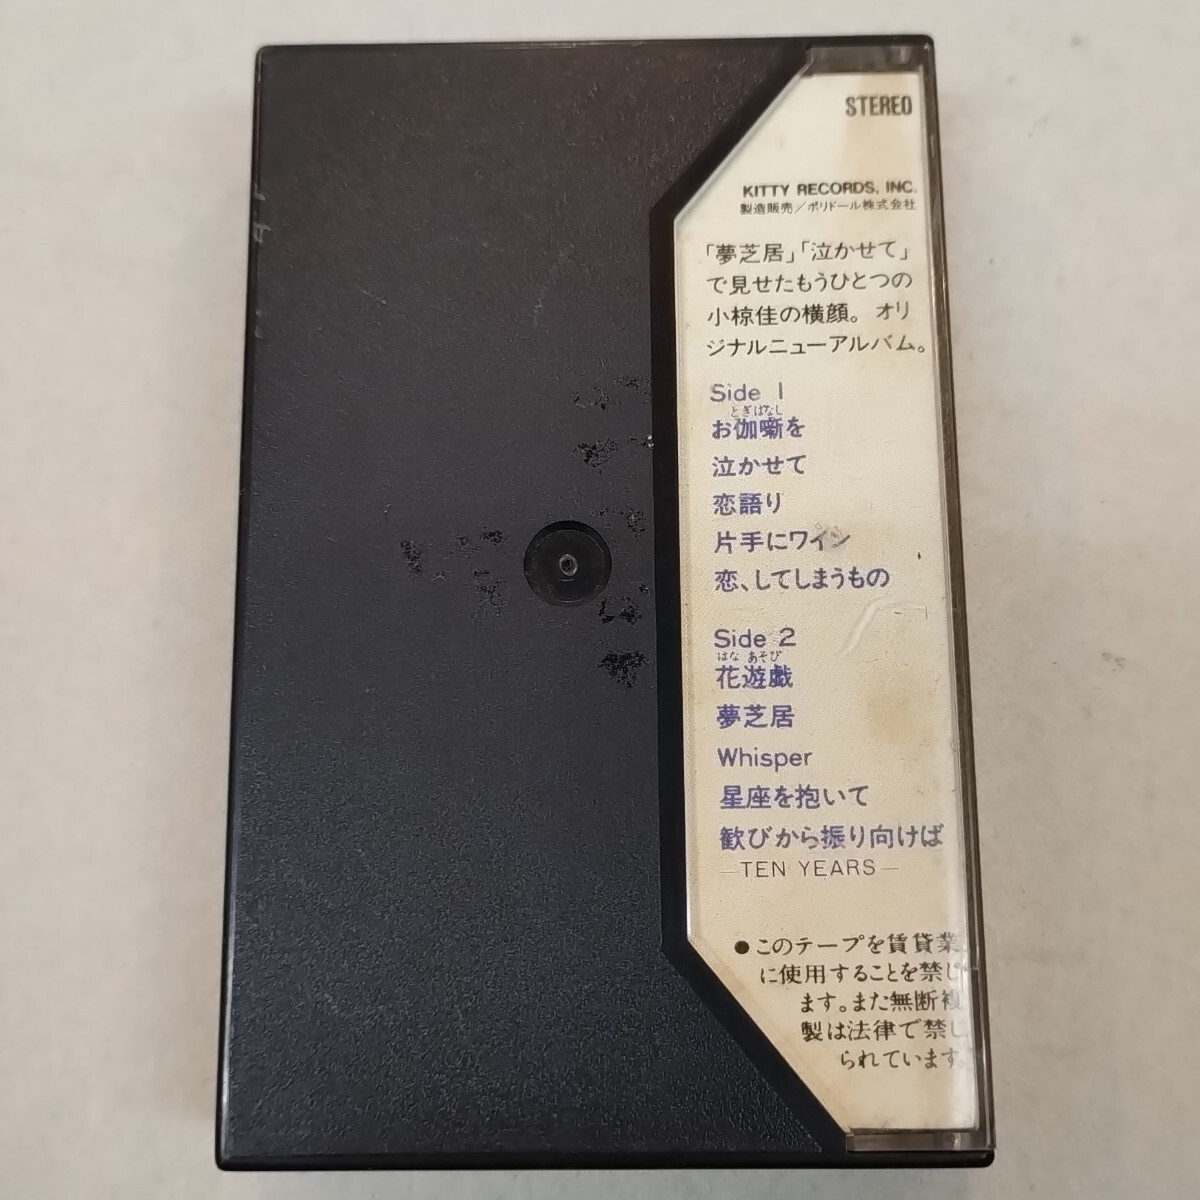 STEREO
KITTY RECORDS, INC.
製造販売／ポリドール株式会社
「夢芝居」「泣かせて」
で見せたもうひとつの
小椋佳の横顔。オリ
ジナルニューアルバム。
Side 1
とぎばなし
お伽噺を
泣かせて
恋語り
片手にワイン
恋、してしまうもの
Side 2
はな あそび
花遊戯
夢芝居
Whisper
星座を抱いて
歓びから振り向けば
—TEN YEARS—
●このテープを賃貸業
に使用することを禁じ
ます。また無断複
製は法律で禁じ
られています。